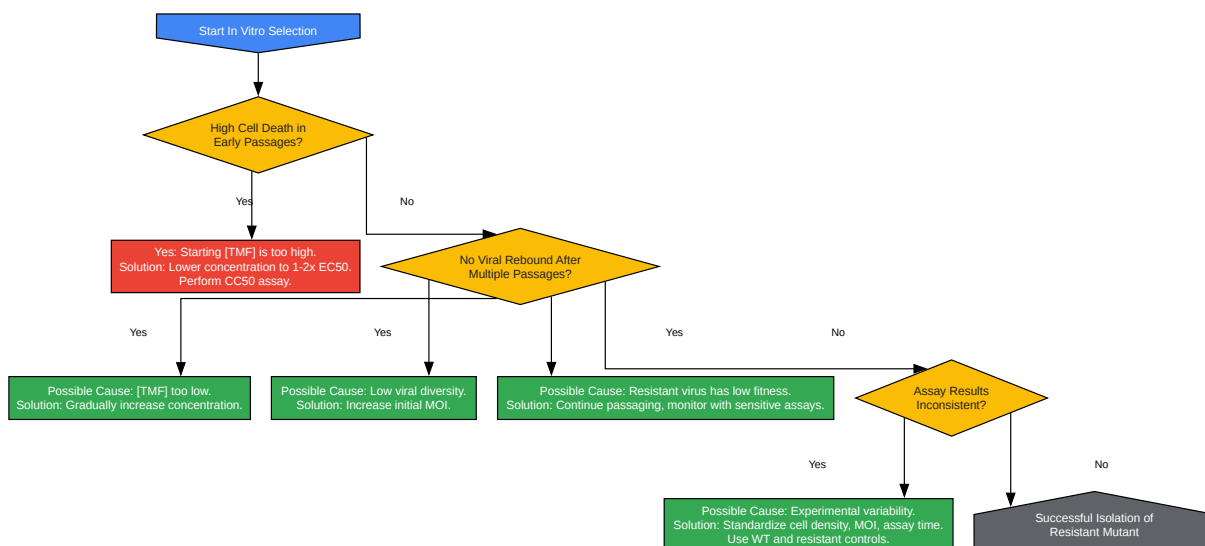 Start In Vitro Selection
High Cell Death in
Early Passages?
Yes
No
Yes: Starting [TMF] is too high.
Solution: Lower concentration to 1-2x EC50.
Perform CC50 assay.
No Viral Rebound After
Multiple Passages?
Yes
Yes
Yes
No
Possible Cause: [TMF] too low.
Solution: Gradually increase concentration.
Possible Cause: Low viral diversity.
Solution: Increase initial MOI.
Possible Cause: Resistant virus has low fitness.
Solution: Continue passaging, monitor with sensitive assays.
Assay Results
Inconsistent?
Yes
No
Possible Cause: Experimental variability.
Solution: Standardize cell density, MOI, assay time.
Use WT and resistant controls.
Successful Isolation of
Resistant Mutant